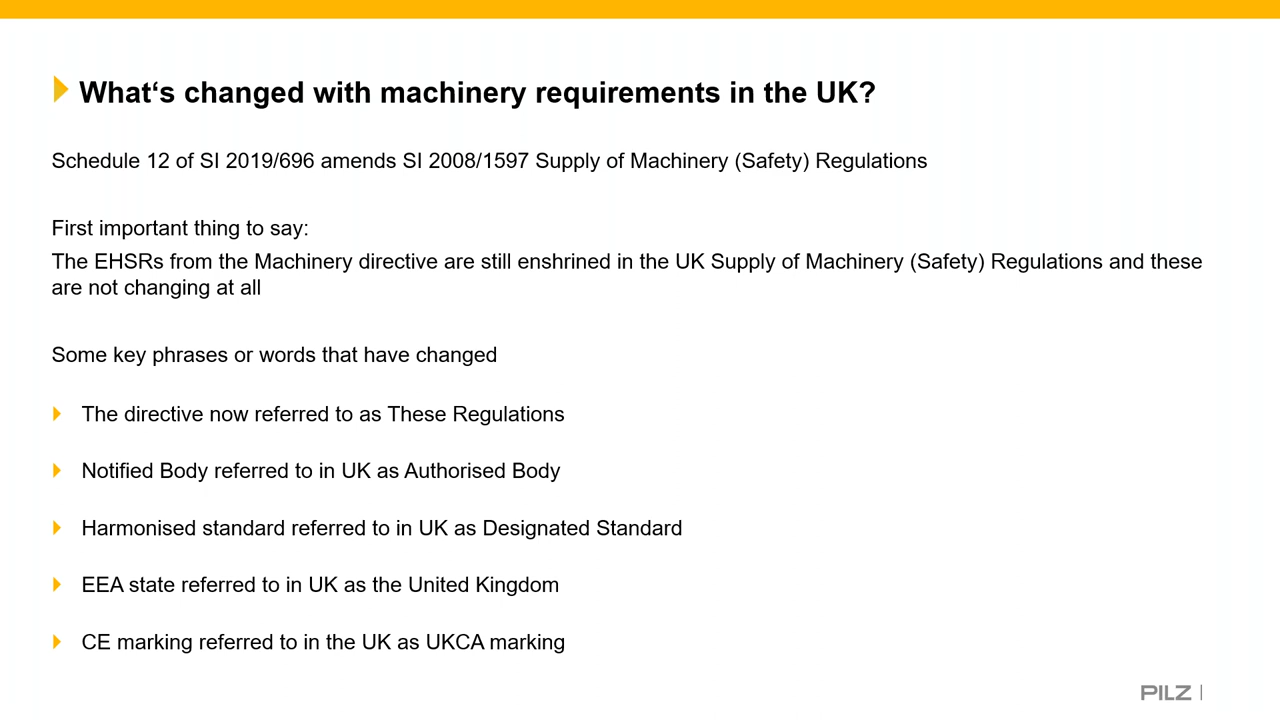 What‘s changed with machinery requirements in the UK?
Schedule 12 of SI 2019/696 amends SI 2008/1597 Supply of Machinery (Safety) Regulations
First important thing to say:
The EHSRs from the Machinery directive are still enshrined in the UK Supply of Machinery (Safety) Regulations and these
are not changing at all
Some key phrases or words that have changed
The directive now referred to as These Regulations
Notified Body referred to in UK as Authorised Body
Harmonised standard referred to in UK as Designated Standard
EEA state referred to in UK as the United Kingdom
CE marking referred to in the UK as UKCA marking
PILZ